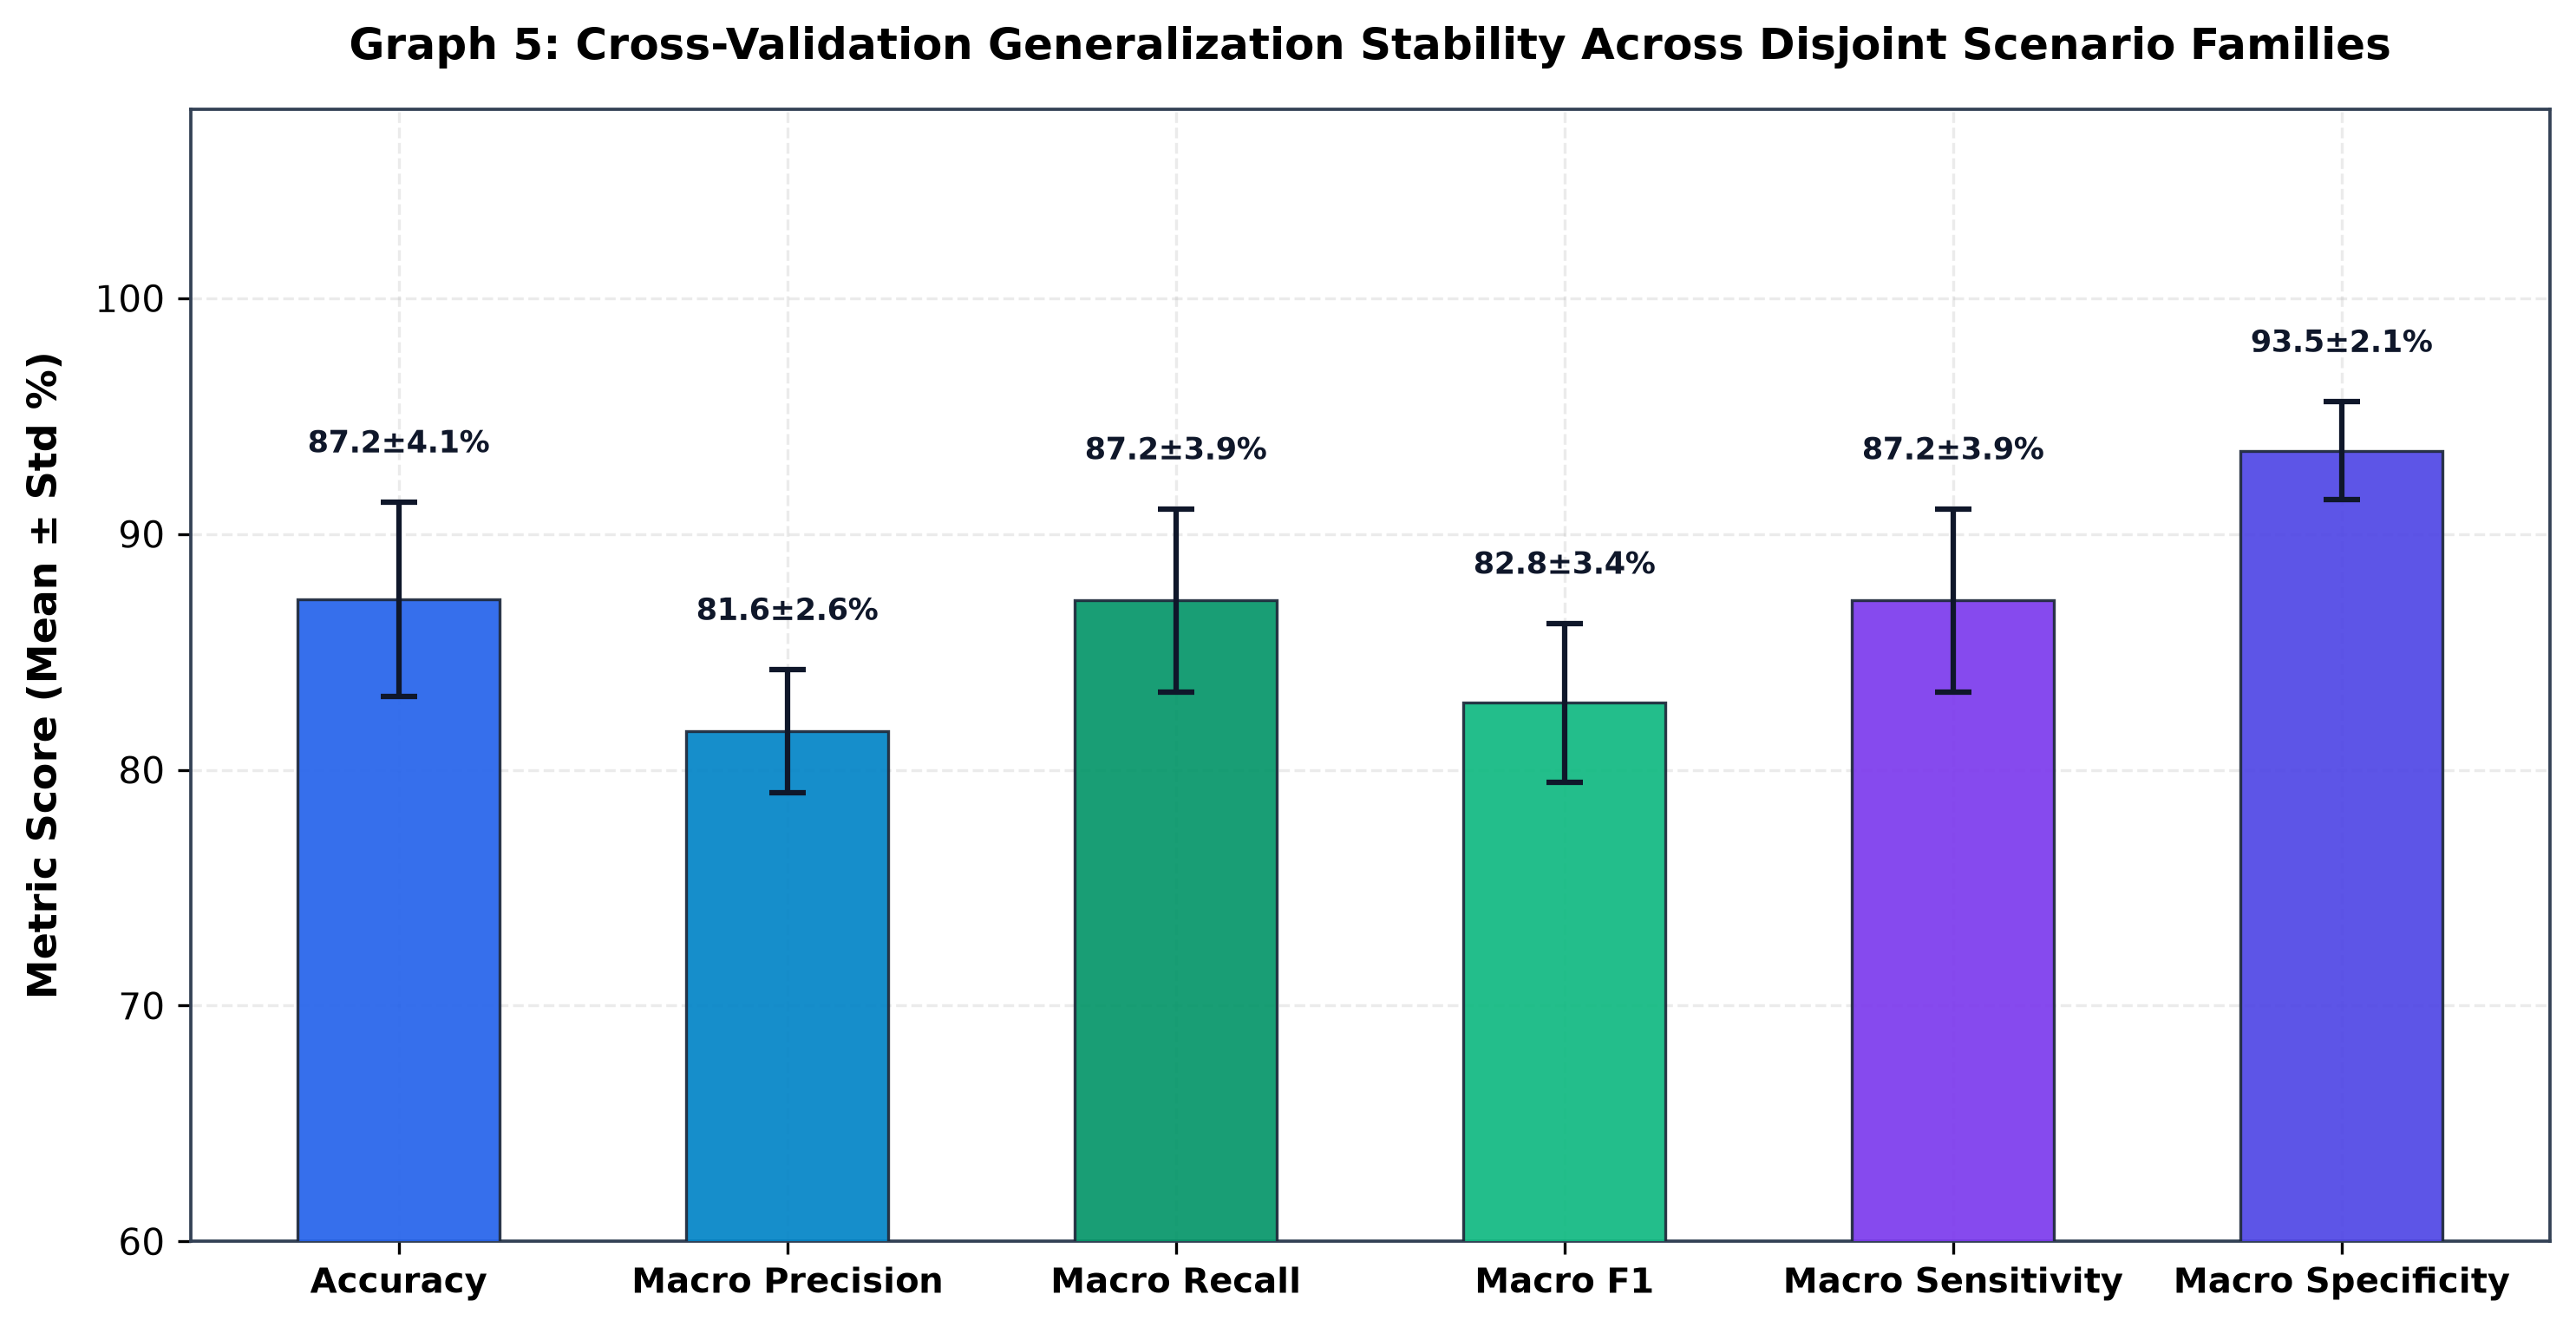 Graph 5: Cross-Validation Generalization Stability Across Disjoint Scenario Families
Metric Score (Mean ± Std %)
100
90
80
70
60
87.2±4.1%
81.6±2.6%
87.2±3.9%
82.8±3.4%
87.2±3.9%
93.5±2.1%
Accuracy
Macro Precision
Macro Recall
Macro F1
Macro Sensitivity
Macro Specificity